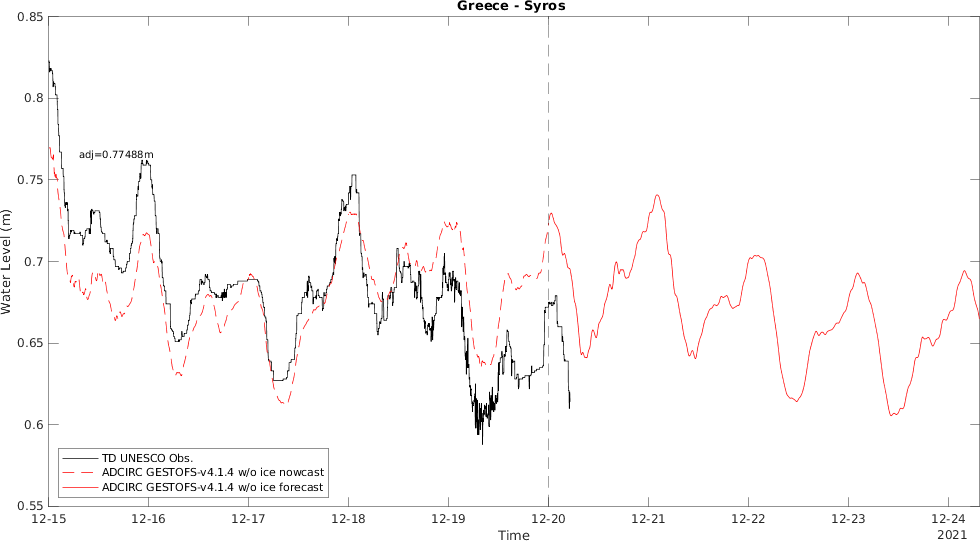 Greece - Syros
0.85
0.8
0.75
0.7
0.65
0.6
0.55
Water Level (m)
adj=0.77488m
TD UNESCO Obs.
ADCIRC GESTOFS-v4.1.4 w/o ice nowcast
ADCIRC GESTOFS-v4.1.4 w/o ice forecast
12-15 12-16 12-17 12-18 12-19 12-20 12-21 12-22 12-23 12-24
Time
2021